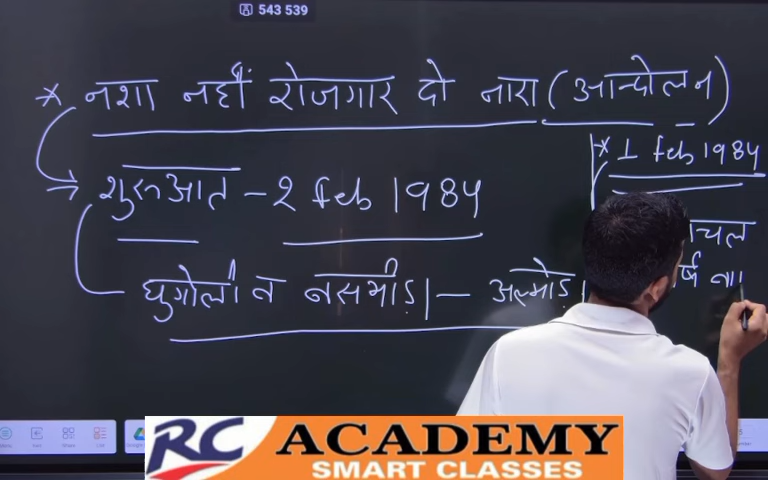 543 539
* नशा नहीं रोजगार दो नारा (आन्दोलन)
* 1 Feb 1984
→ शुरुआत - 2 Feb 1984
चल
घुगोली व बसभीड़ा - अल्मोड़ा
र्ष ना
RC ACADEMY
SMART CLASSES